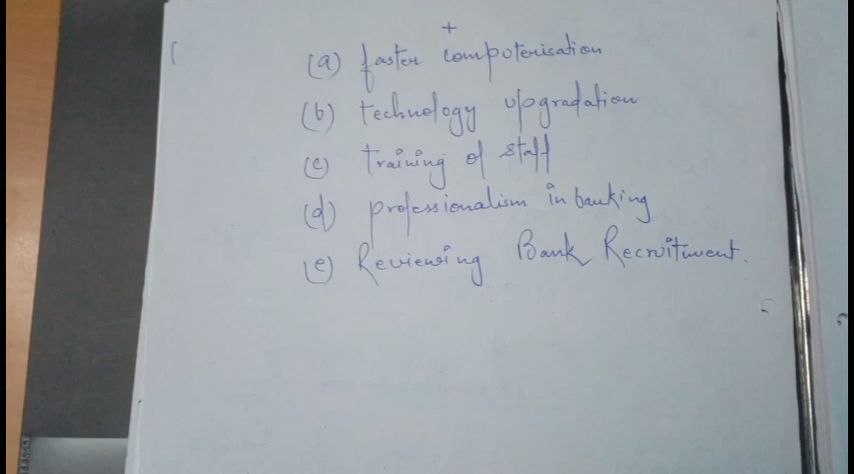 +
(a) faster computerisation
(b) technology upgradation
(c) training of staff
(d) professionalism in banking
(e) Reviewing Bank Recruitment.